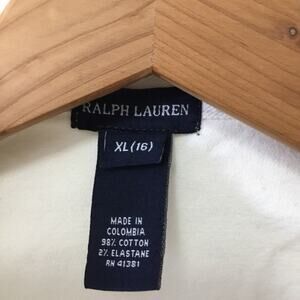 RALPH LAUREN
XL (16)
MADE IN
COLOMBIA
98% COTTON
2% ELASTANE
RN 41381